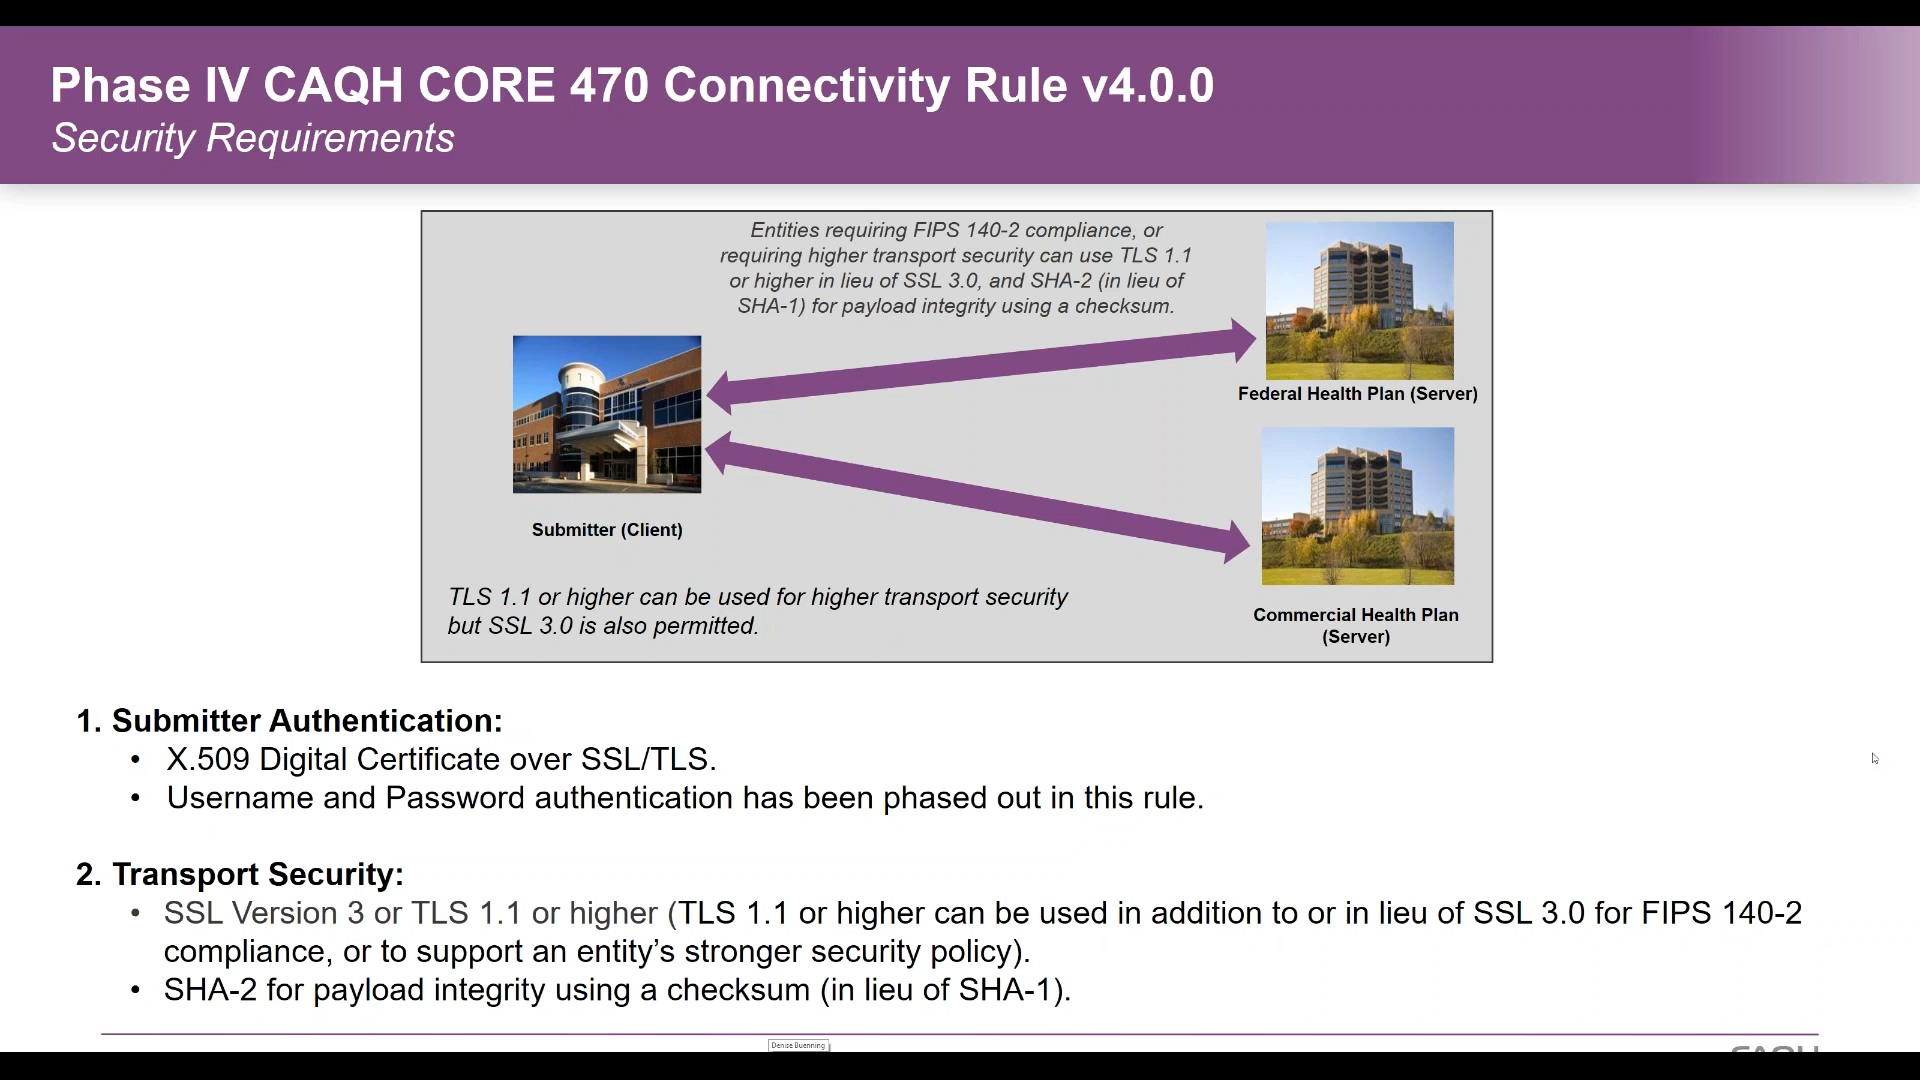 Phase IV CAQH CORE 470 Connectivity Rule v4.0.0
Security Requirements
Entities requiring FIPS 140-2 compliance, or
requiring higher transport security can use TLS 1.1
or higher in lieu of SSL 3.0, and SHA-2 (in lieu of
SHA-1) for payload integrity using a checksum.
Federal Health Plan (Server)
Submitter (Client)
TLS 1.1 or higher can be used for higher transport security
but SSL 3.0 is also permitted.
Commercial Health Plan
(Server)
1. Submitter Authentication:
• X.509 Digital Certificate over SSL/TLS.
• Username and Password authentication has been phased out in this rule.
2. Transport Security:
• SSL Version 3 or TLS 1.1 or higher (TLS 1.1 or higher can be used in addition to or in lieu of SSL 3.0 for FIPS 140-2
compliance, or to support an entity’s stronger security policy).
• SHA-2 for payload integrity using a checksum (in lieu of SHA-1).
Denise Buenning